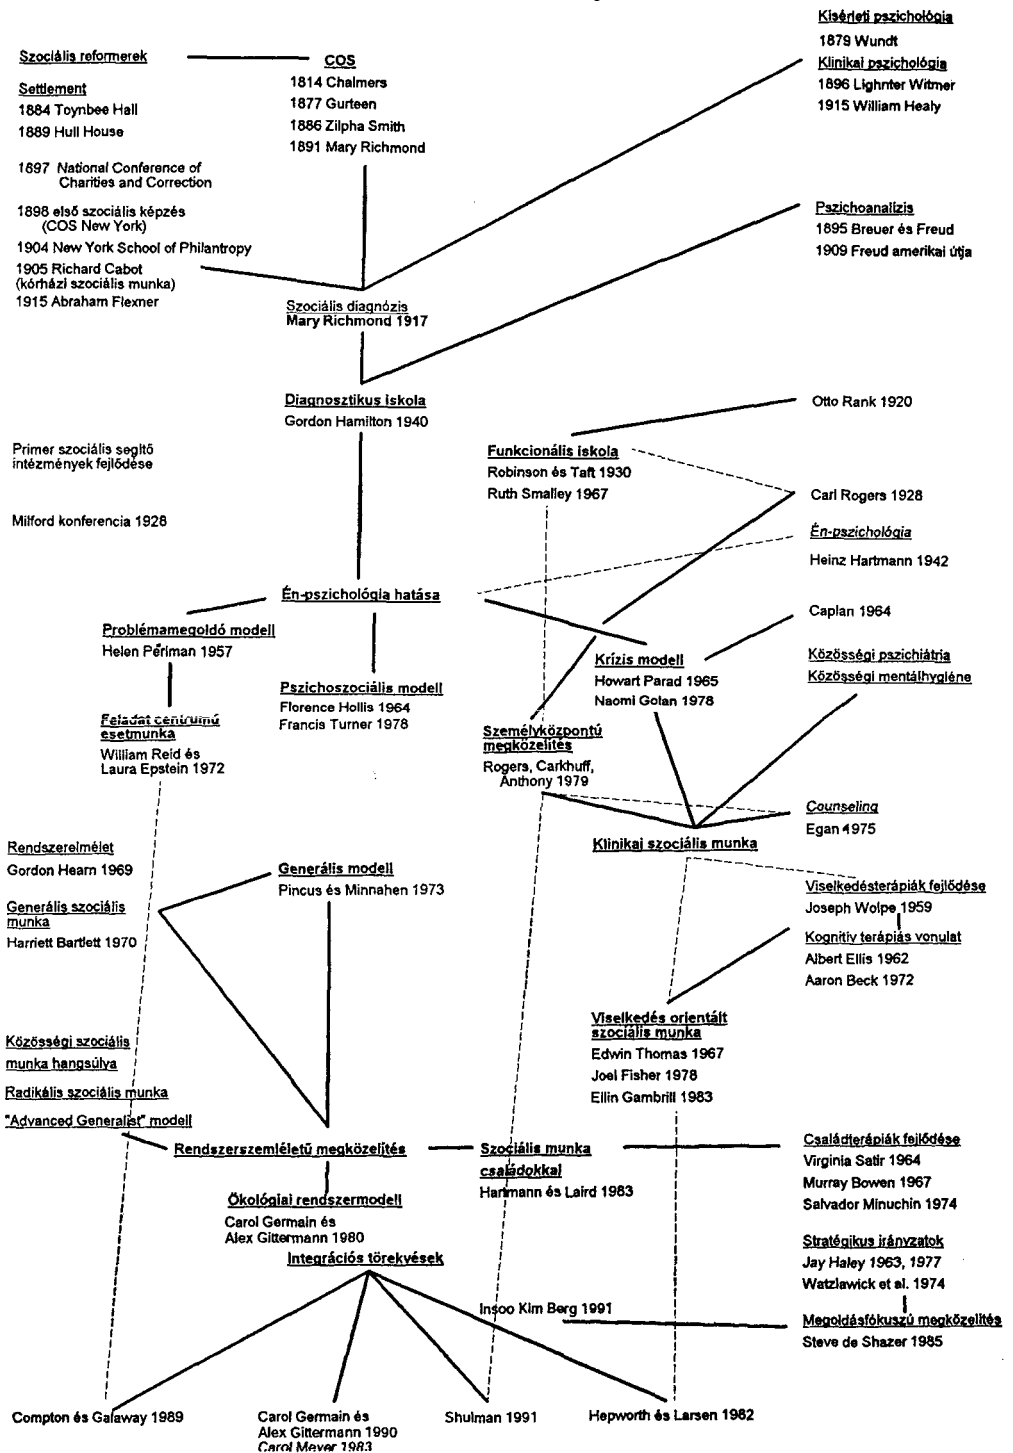 Kisérleti pszichológia
1879 Wundt
Klinikai pszichológia
1896 Lighnter Witmer
1915 William Healy
Szociális reformerek
COS
1814 Chalmers
1877 Gurteen
1886 Zilpha Smith
1891 Mary Richmond
Settlement
1884 Toynbee Hall
1889 Hull House
1897 National Conference of
Charities and Correction
1898 első szociális képzés
(COS New York)
1904 New York School of Philantropy
1905 Richard Cabot
(kórházi szociális munka)
1915 Abraham Flexner
Pszichoanalízis
1895 Breuer és Freud
1909 Freud amerikai útja
Szociális diagnózis
Mary Richmond 1917
Diagnosztikus iskola
Gordon Hamilton 1940
Otto Rank 1920
Primer szociális segítő
intézmények fejlődése
Funkcionális iskola
Robinson és Taft 1930
Ruth Smalley 1967
Carl Rogers 1928
Milford konferencia 1928
Én-pszichológia
Heinz Hartmann 1942
Én-pszichológia hatása
Caplan 1964
Problémamegoldó modell
Helen Perlman 1957
Krízis modell
Howart Parad 1965
Naomi Golan 1978
Közösségi pszichiátria
Közösségi mentálhygiéne
Pszichoszociális modell
Florence Hollis 1964
Francis Turner 1978
Feladat centrumú
esetmunka
William Reid és
Laura Epstein 1972
Személyközpontú
megközelítés
Rogers, Carkhuff,
Anthony 1979
Counseling
Egan 1975
Klinikai szociális munka
Rendszerelmélet
Gordon Hearn 1969
Generális modell
Pincus és Minnahen 1973
Generális szociális
munka
Harriett Bartlett 1970
Viselkedésterápiák fejlődése
Joseph Wolpe 1959
Kognitív terápiás vonulat
Albert Ellis 1962
Aaron Beck 1972
Viselkedés orientált
szociális munka
Edwin Thomas 1967
Joel Fisher 1978
Ellin Gambrill 1983
Közösségi szociális
munka hangsúlya
Radikális szociális munka
"Advanced Generalist" modell
Rendszerszemléletű megközelítés
Szociális munka
családokkal
Hartmann és Laird 1983
Családterápiák fejlődése
Virginia Satir 1964
Murray Bowen 1967
Salvador Minuchin 1974
Ökológiai rendszermodell
Carol Germain és
Alex Gittermann 1980
Integrációs törekvések
Stratégikus irányzatok
Jay Haley 1963, 1977
Watzlawick et al. 1974
Insoo Kim Berg 1991
Megoldásfókuszú megközelítés
Steve de Shazer 1985
Compton és Galaway 1989
Carol Germain és
Alex Gittermann 1990
Carol Meyer 1983
Shulman 1991
Hepworth és Larsen 1982